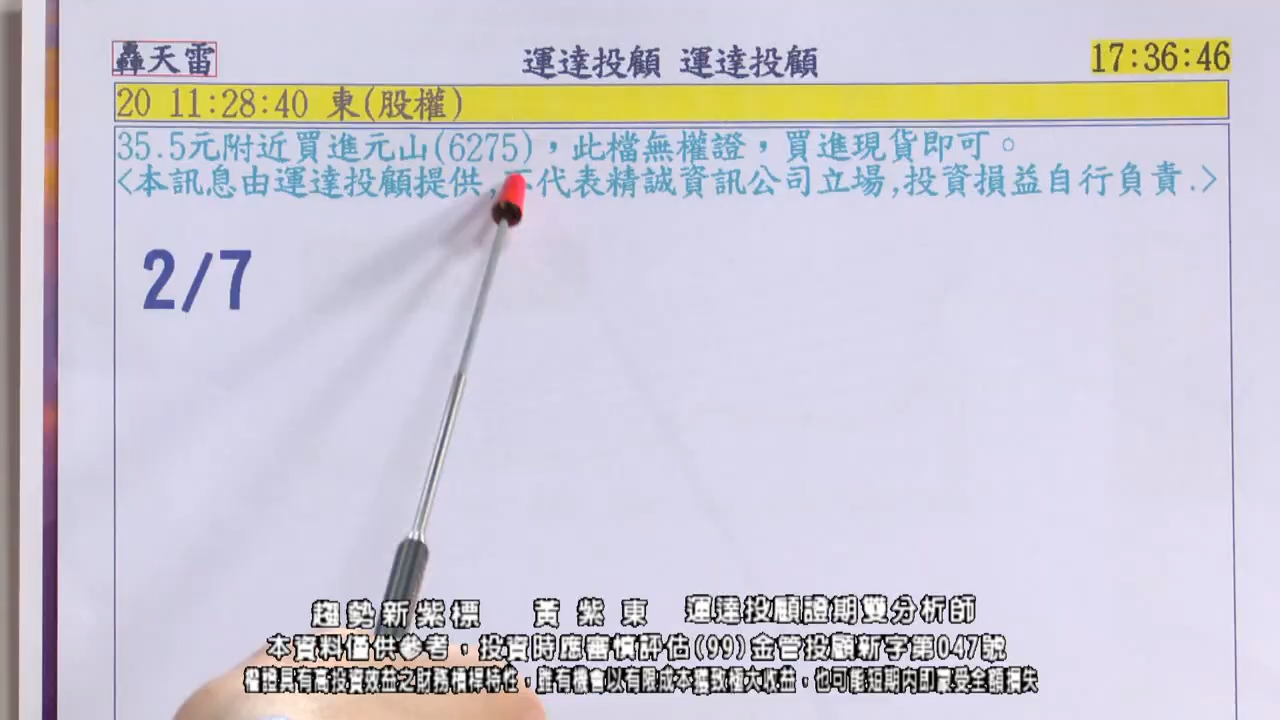 轟天雷 運達投顧 運達投顧 17:36:46
20 11:28:40 東(股權)
35.5元附近買進元山(6275),此檔無權證,買進現貨即可。
<本訊息由運達投顧提供,代表精誠資訊公司立場,投資損益自行負責.>
2/7
趨勢新紫標 黃紫東 運達投顧證期雙分析師
本資料僅供參考,投資時應審慎評估(99)金管投顧新字第047號
權證具有高投資效益之財務槓桿特性,雖有機會以有限成本獲致極大收益,也可能短期內即蒙受全額損失